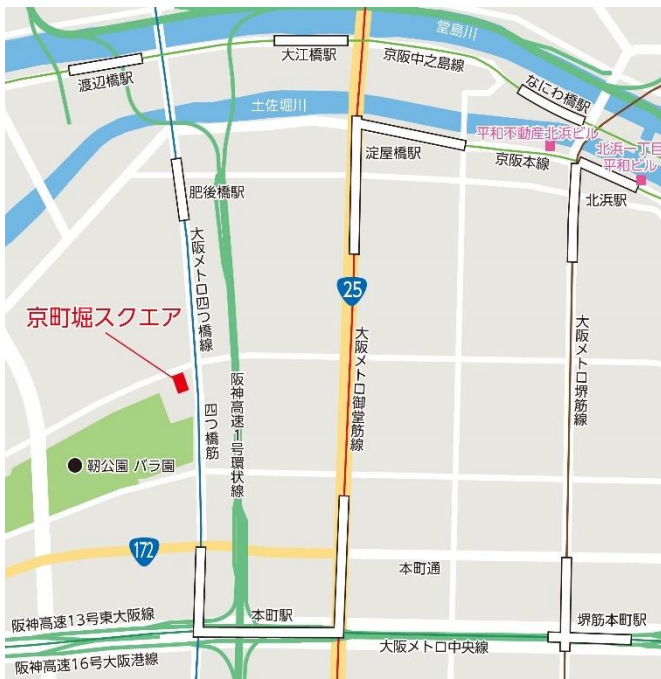 堂島川
大江橋駅
京阪中之島線
渡辺橋駅
なにわ橋駅
土佐堀川
平和不動産北浜ビル
淀屋橋駅
京阪本線
北浜一丁目
平和ビル
北浜駅
肥後橋駅
大阪メトロ四つ橋線
25
京町堀スクエア
大阪メトロ御堂筋線
大阪メトロ堺筋線
阪神高速1号環状線
四つ橋筋
靭公園 バラ園
172
本町通
本町駅
堺筋本町駅
阪神高速13号東大阪線
大阪メトロ中央線
阪神高速16号大阪港線